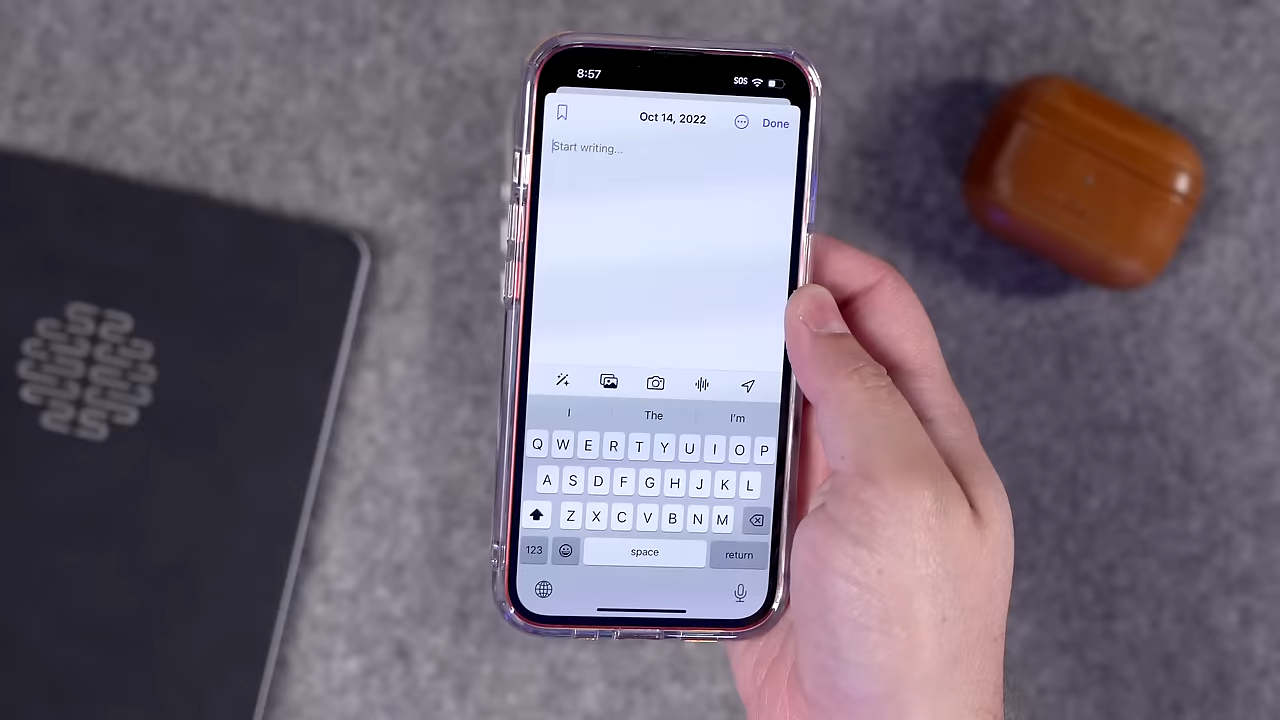 8:57
SOS
Oct 14, 2022
Done
Start writing...
I
The
I'm
Q W E R T Y U I O P
A S D F G H J K L
Z X C V B N M
123
space
return